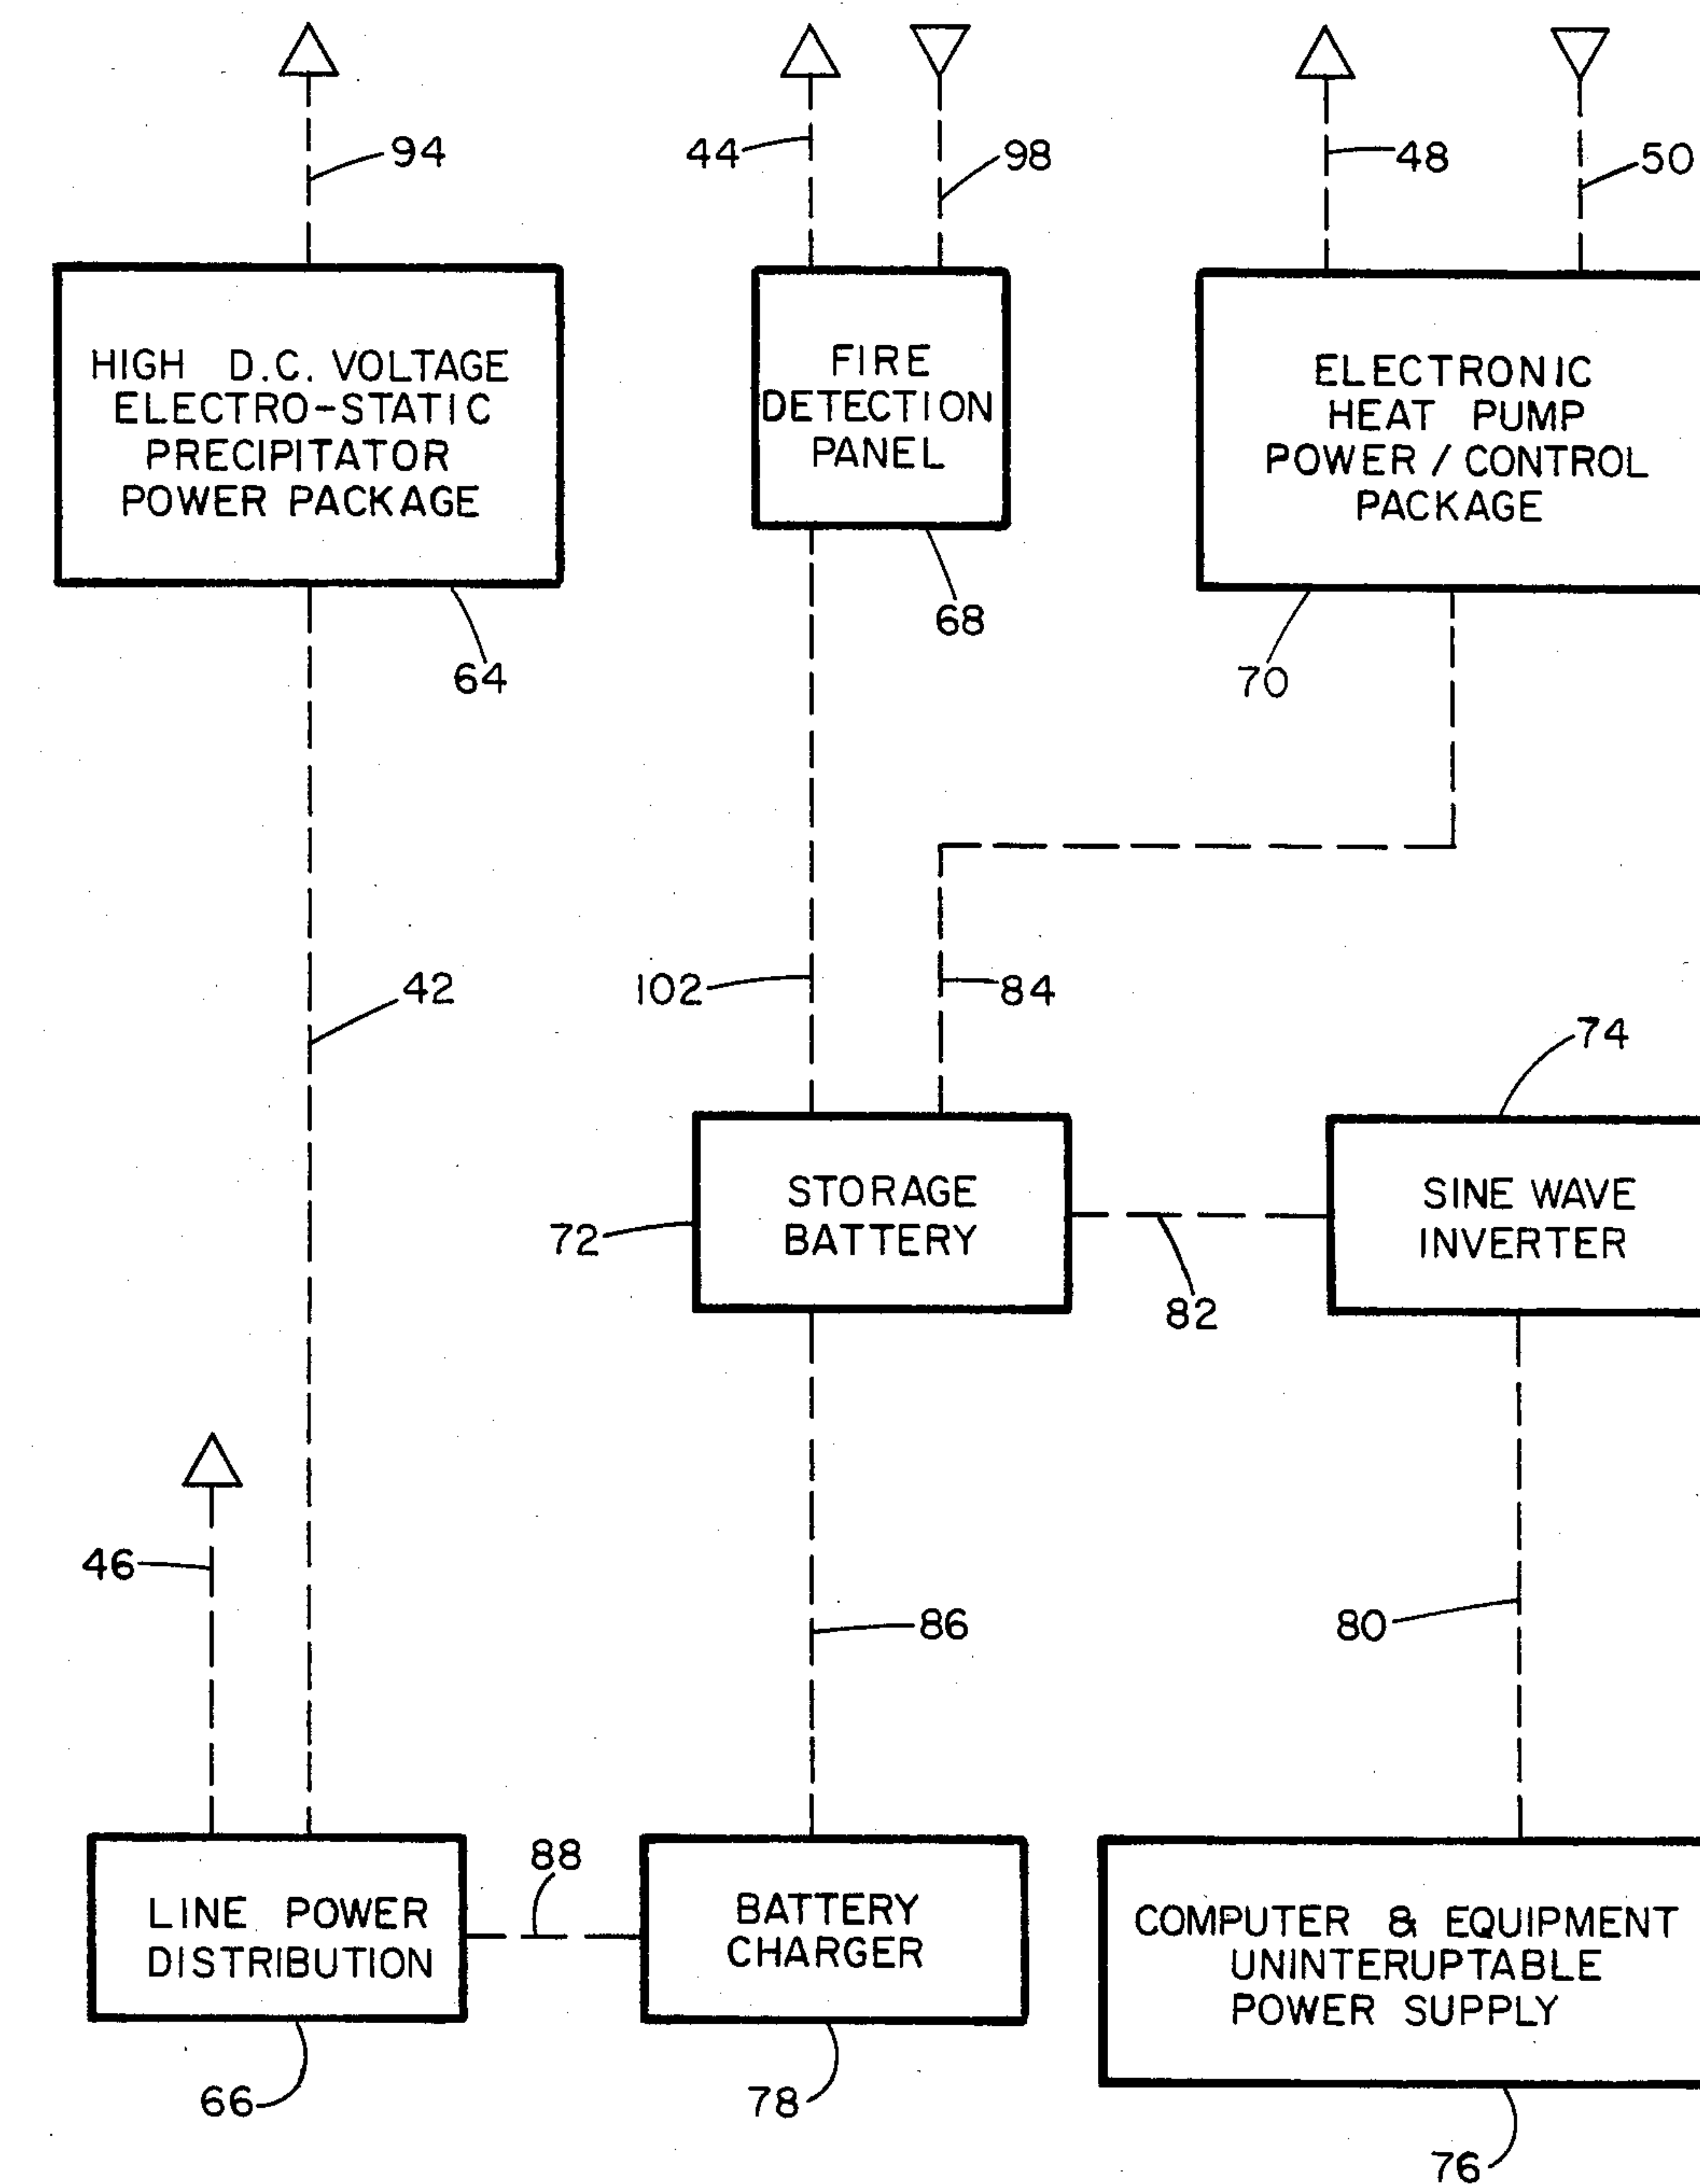 94
44
98
48
50
HIGH D.C. VOLTAGE
ELECTRO-STATIC
PRECIPITATOR
POWER PACKAGE
64
FIRE
DETECTION
PANEL
68
ELECTRONIC
HEAT PUMP
POWER / CONTROL
PACKAGE
70
42
102
84
74
STORAGE
BATTERY
72
82
SINE WAVE
INVERTER
46
86
80
LINE POWER
DISTRIBUTION
66
88
BATTERY
CHARGER
78
COMPUTER & EQUIPMENT
UNINTERUPTABLE
POWER SUPPLY
76